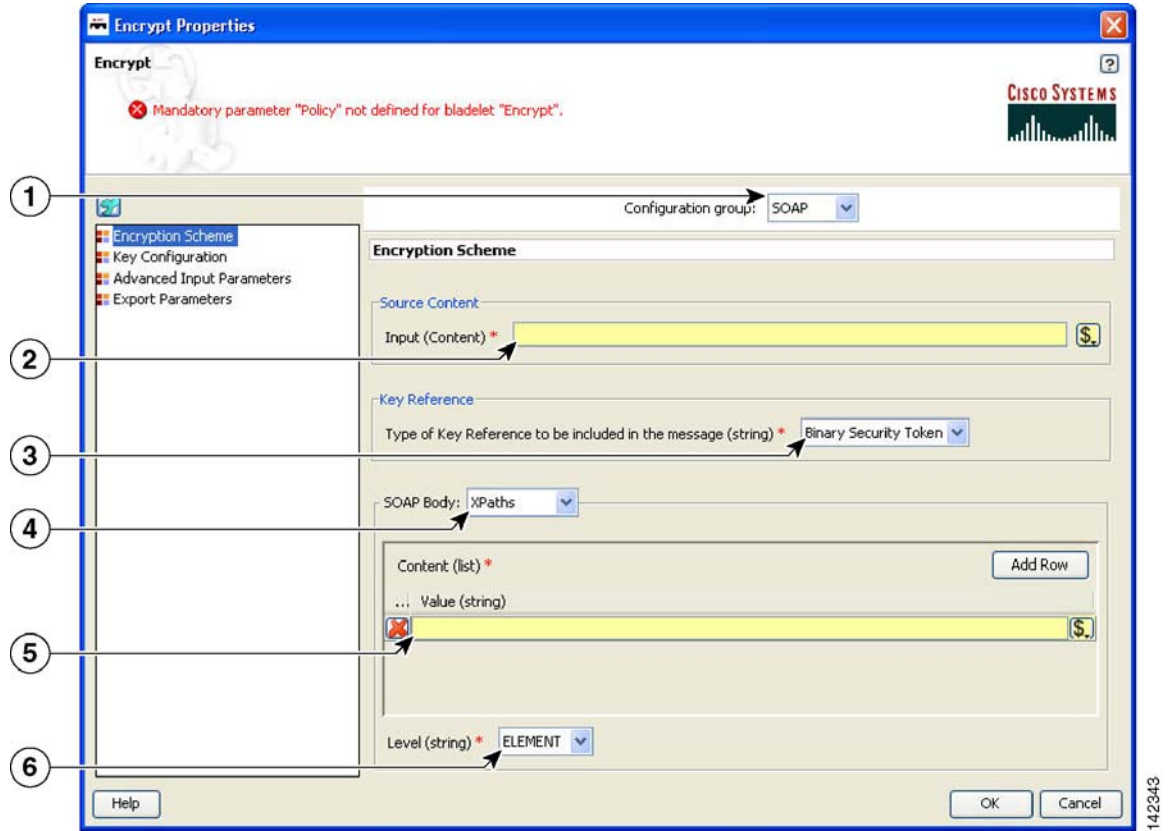 Encrypt Properties
Encrypt
Mandatory parameter "Policy" not defined for bladelet "Encrypt".
?
CISCO SYSTEMS
1
Configuration group: SOAP
Encryption Scheme
Key Configuration
Advanced Input Parameters
Export Parameters
Encryption Scheme
Source Content
2
Input (Content) *
$
Key Reference
3
Type of Key Reference to be included in the message (string) * Binary Security Token
4
SOAP Body: XPaths
Content (list) * Add Row
... Value (string)
5
$
6
Level (string) * ELEMENT
Help OK Cancel
142343